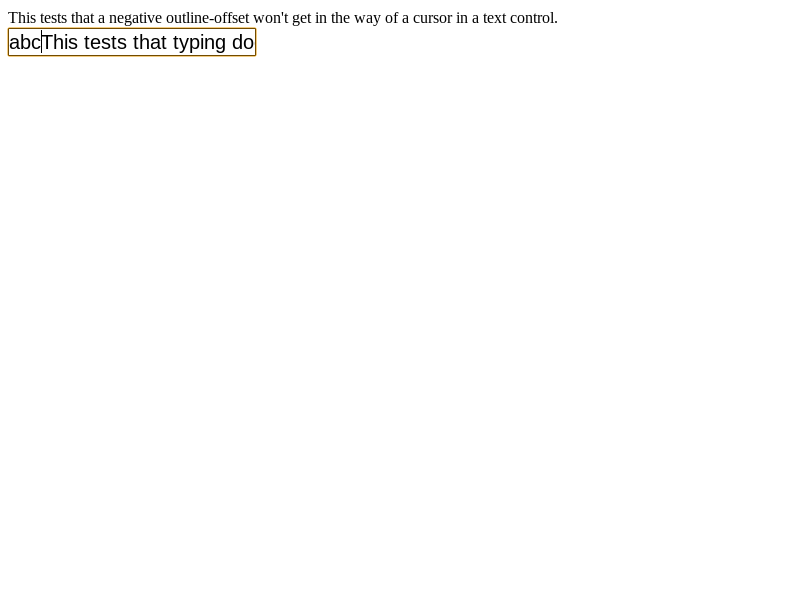 This tests that a negative outline-offset won't get in the way of a cursor in a text control.
abcThis tests that typing do